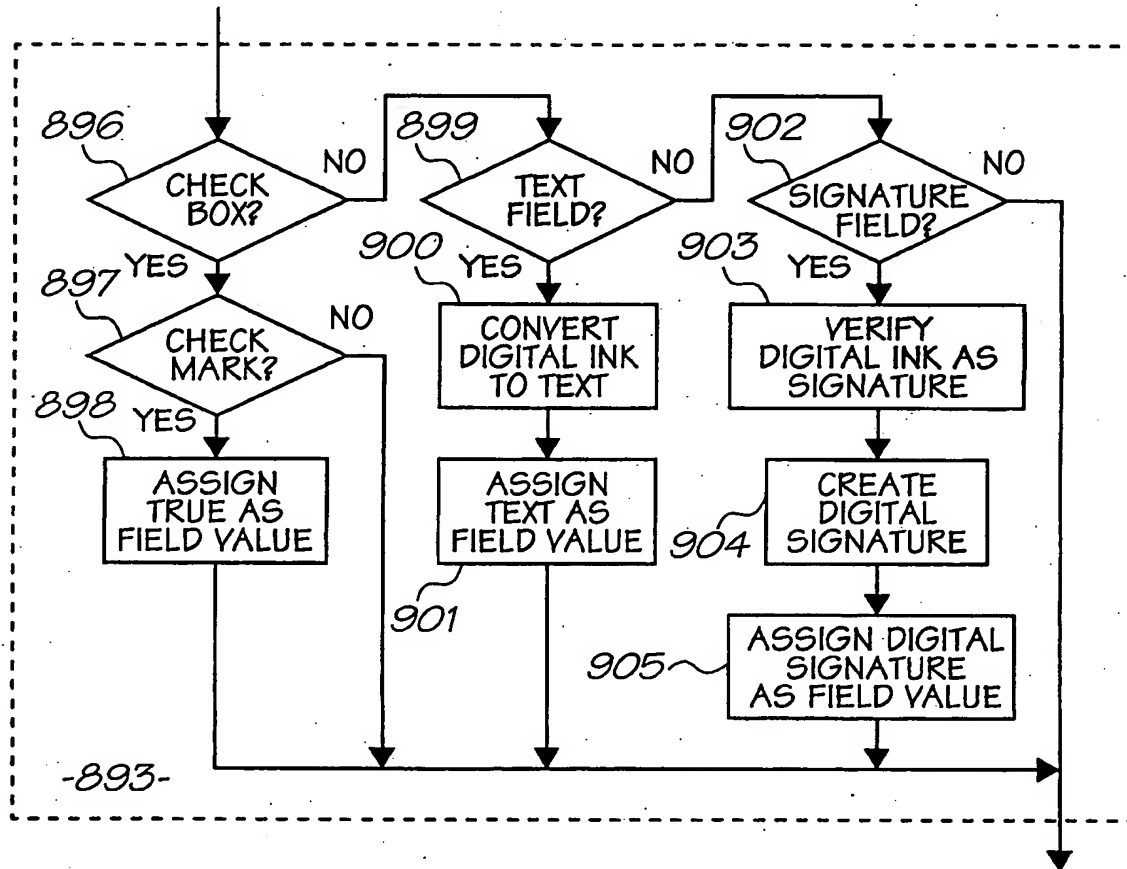 896
CHECK
BOX?
NO
YES
897
CHECK
MARK?
NO
YES
898
ASSIGN
TRUE AS
FIELD VALUE
899
TEXT
FIELD?
NO
YES
900
CONVERT
DIGITAL INK
TO TEXT
ASSIGN
TEXT AS
FIELD VALUE
901
902
SIGNATURE
FIELD?
NO
YES
903
VERIFY
DIGITAL INK AS
SIGNATURE
CREATE
DIGITAL
SIGNATURE
904
ASSIGN DIGITAL
SIGNATURE
AS FIELD VALUE
905
-893-